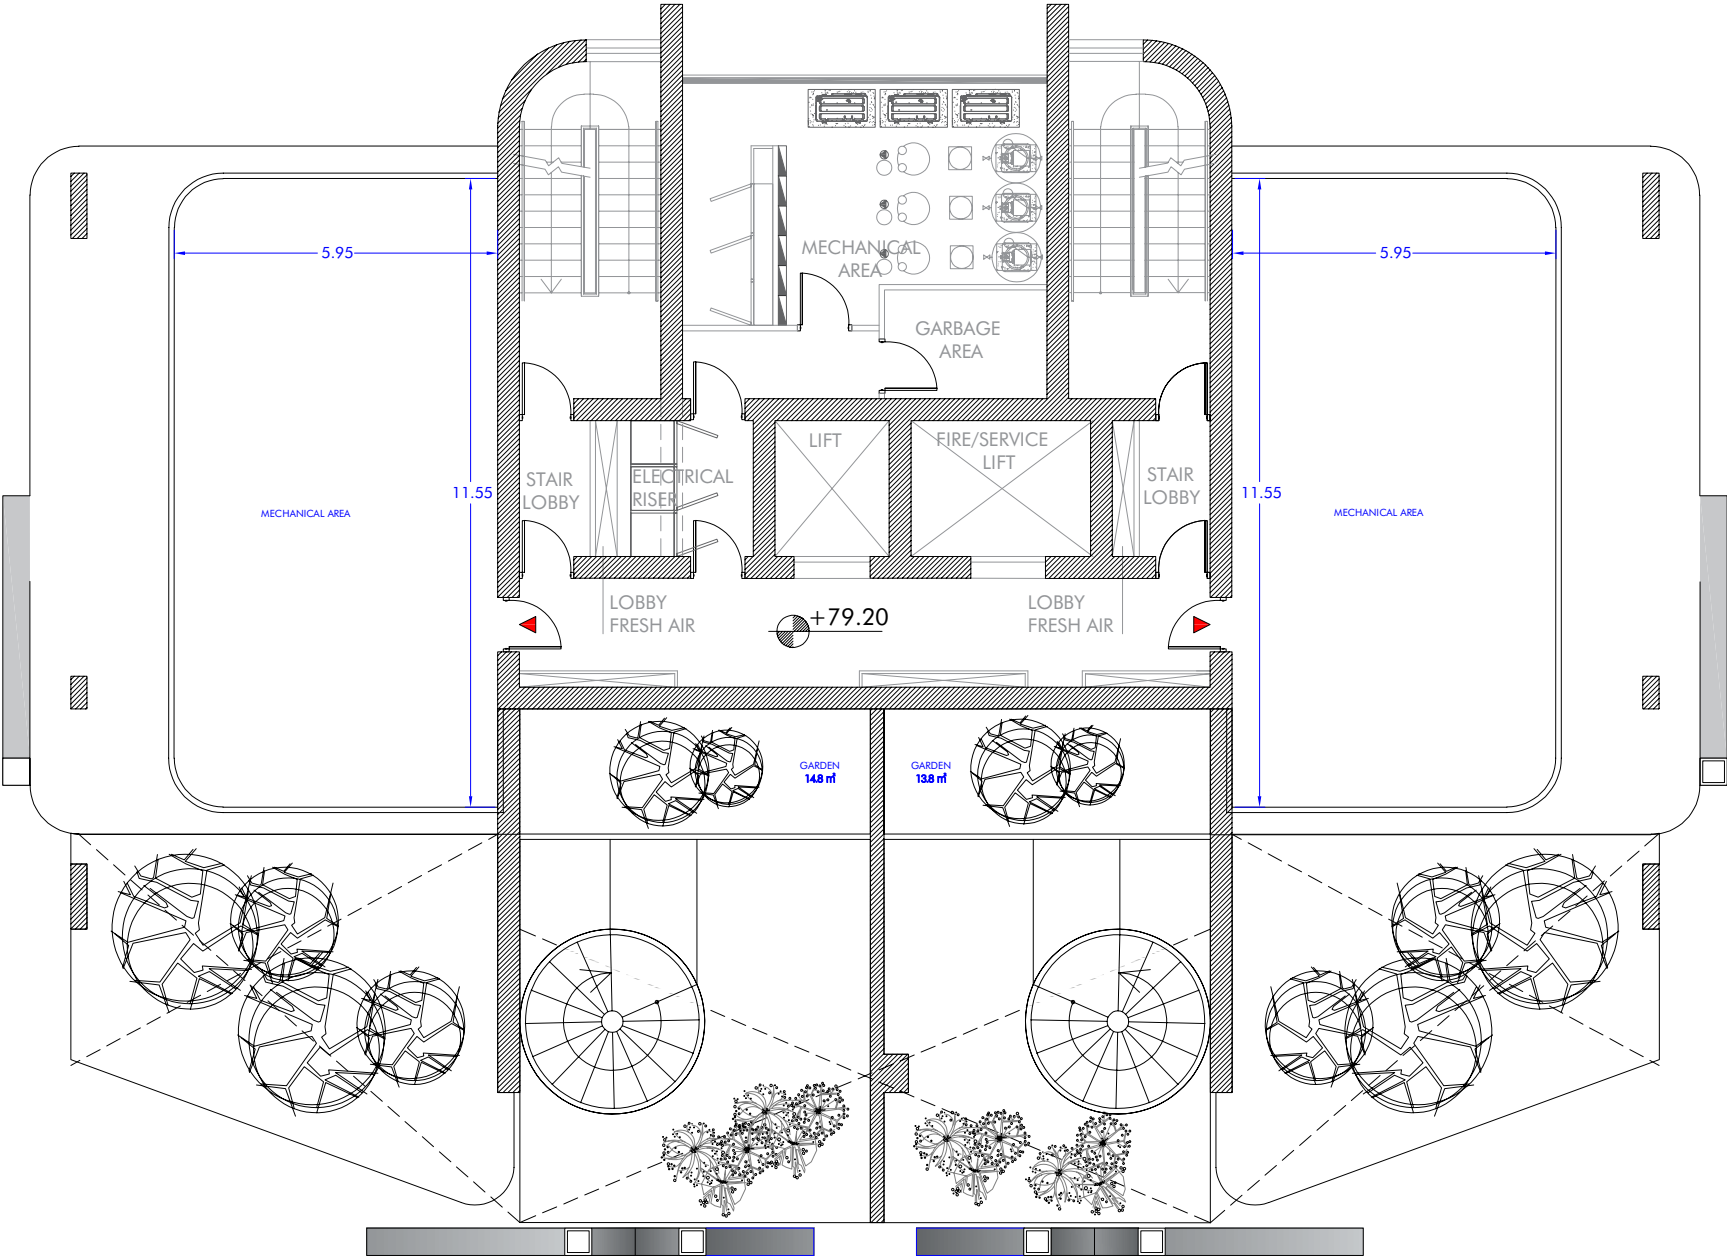 5.95
5.95
MECHANICAL
AREA
GARBAGE
AREA
LIFT
FIRE/SERVICE
LIFT
STAIR
LOBBY
ELECTRICAL
RISER
STAIR
LOBBY
11.55
11.55
MECHANICAL AREA
MECHANICAL AREA
LOBBY
FRESH AIR
+79.20
LOBBY
FRESH AIR
GARDEN
14.8 m²
GARDEN
13.8 m²